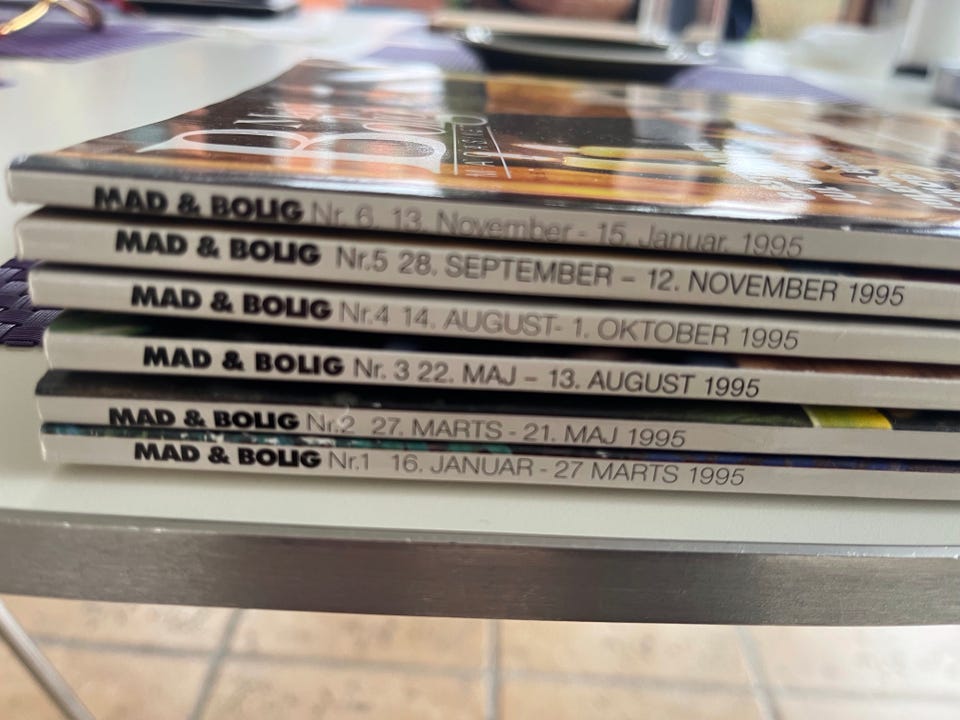 MAGASINET
MAD & BOLIG Nr. 6. 13. November - 15. Januar. 1995
MAD & BOLIG Nr.5 28. SEPTEMBER – 12. NOVEMBER 1995
MAD & BOLIG Nr.4 14. AUGUST- 1. OKTOBER 1995
MAD & BOLIG Nr. 3 22. MAJ – 13. AUGUST 1995
MAD & BOLIG Nr.2 27. MARTS - 21. MAJ 1995
MAD & BOLIG Nr.1 16. JANUAR - 27 MARTS 1995